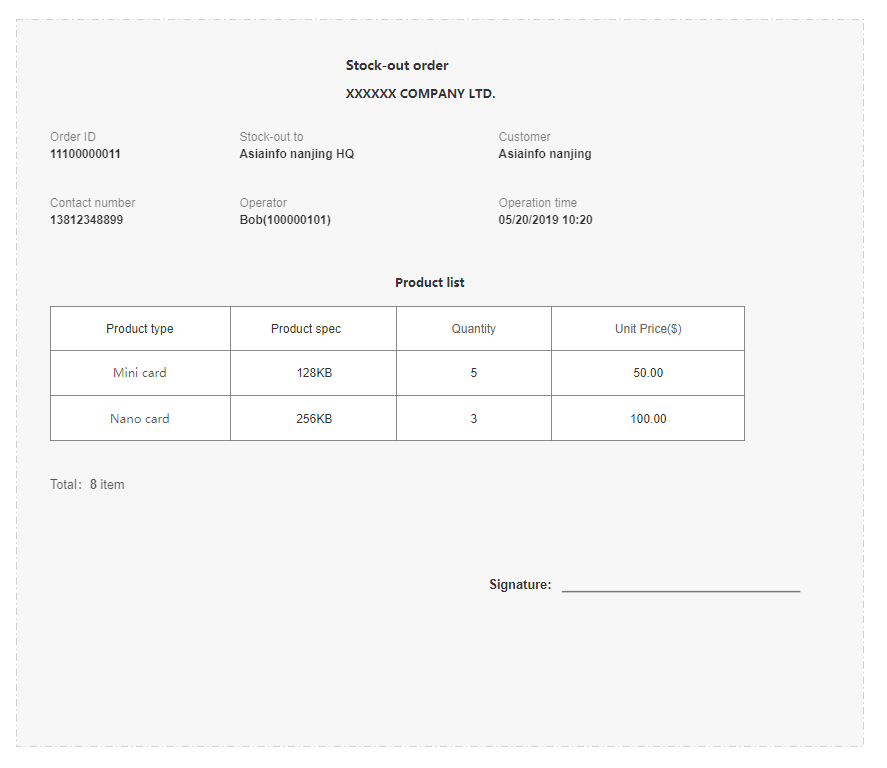 Stock-out order
XXXXXX COMPANY LTD.
Order ID Stock-out to Customer
11100000011 Asiainfo nanjing HQ Asiainfo nanjing
Contact number Operator Operation time
13812348899 Bob(100000101) 05/20/2019 10:20
Product list
Product type Product spec Quantity Unit Price($)
Mini card 128KB 5 50.00
Nano card 256KB 3 100.00
Total: 8 item
Signature: